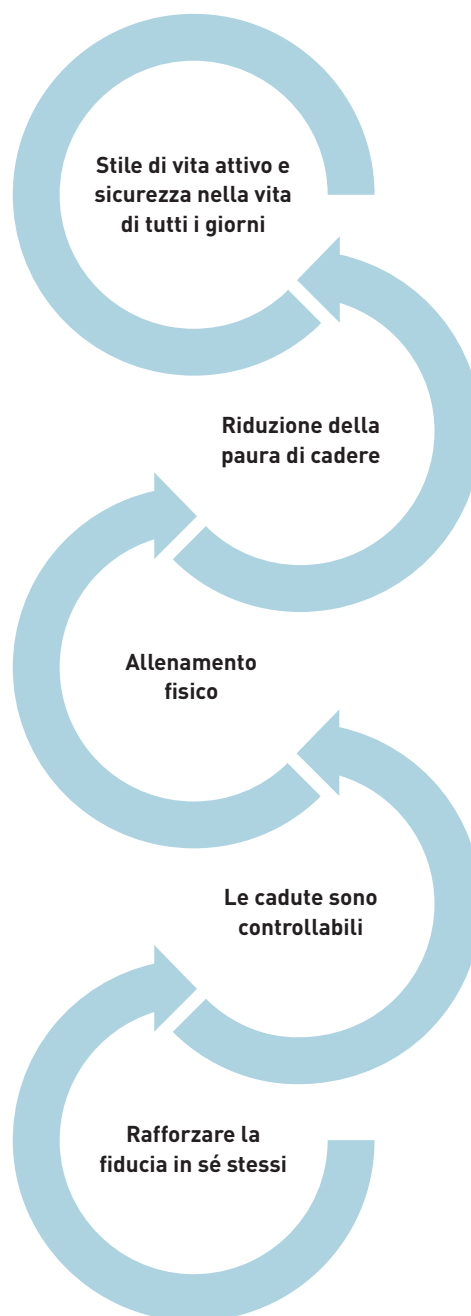 Stile di vita attivo e
sicurezza nella vita
di tutti i giorni
Riduzione della
paura di cadere
Allenamento
fisico
Le cadute sono
controllabili
Rafforzare la
fiducia in sé stessi